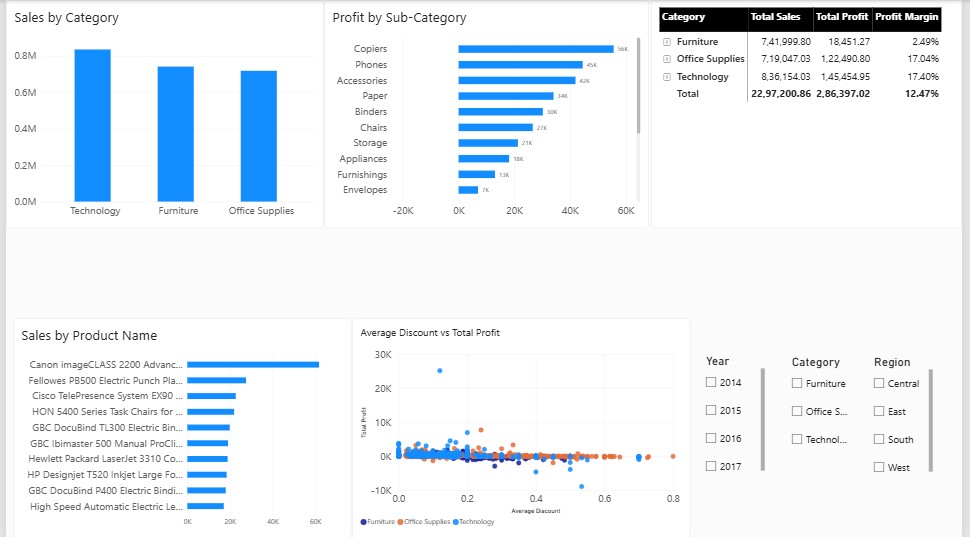 Sales by Category
0.8M
0.6M
0.4M
0.2M
0.0M
Technology Furniture Office Supplies
Profit by Sub-Category
Copiers 56K
Phones 45K
Accessories 42K
Paper 34K
Binders 30K
Chairs 27K
Storage 21K
Appliances 18K
Furnishings 13K
Envelopes 7K
-20K 0K 20K 40K 60K
Category Total Sales Total Profit Profit Margin
Furniture 7,41,999.80 18,451.27 2.49%
Office Supplies 7,19,047.03 1,22,490.80 17.04%
Technology 8,36,154.03 1,45,454.95 17.40%
Total 22,97,200.86 2,86,397.02 12.47%
Sales by Product Name
Canon imageCLASS 2200 Advanc...
Fellowes PB500 Electric Punch Pla...
Cisco TelePresence System EX90 ...
HON 5400 Series Task Chairs for ...
GBC DocuBind TL300 Electric Bin...
GBC Ibimaster 500 Manual ProCli...
Hewlett Packard LaserJet 3310 Co...
HP Designjet T520 Inkjet Large Fo...
GBC DocuBind P400 Electric Bindi...
High Speed Automatic Electric Le...
0K 20K 40K 60K
Average Discount vs Total Profit
Total Profit
30K
20K
10K
0K
-10K
0.0 0.2 0.4 0.6 0.8
Average Discount
Furniture Office Supplies Technology
Year
2014
2015
2016
2017
Category
Furniture
Office S...
Technol...
Region
Central
East
South
West